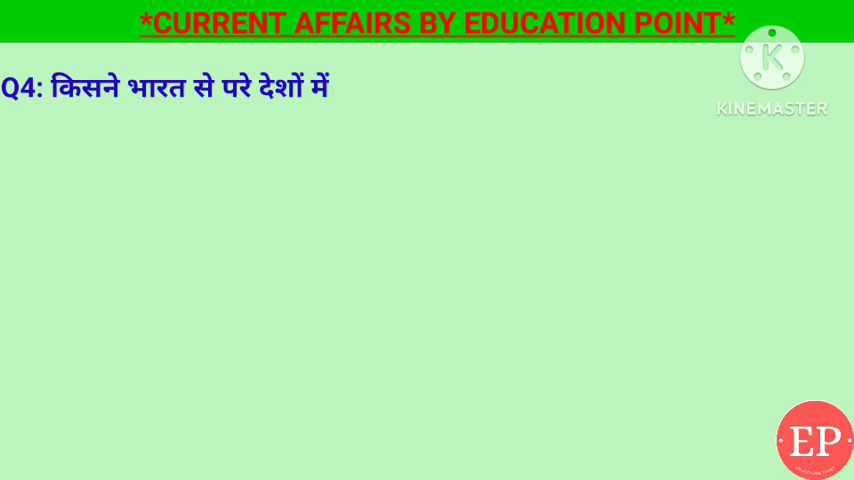 *CURRENT AFFAIRS BY EDUCATION POINT*
Q4: किसने भारत से परे देशों में
K
KINEMASTER
EP